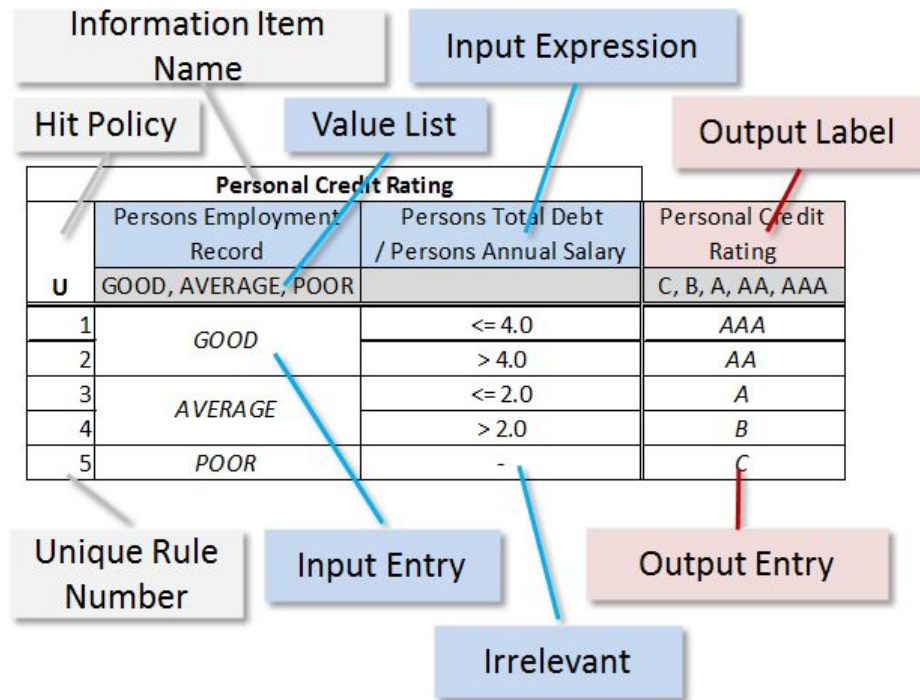 Information Item
Name
Input Expression
Hit Policy
Value List
Output Label
Personal Credit Rating
Persons Employment
Record
Persons Total Debt
/ Persons Annual Salary
Personal Credit
Rating
U
GOOD, AVERAGE, POOR
C, B, A, AA, AAA
1
GOOD
<= 4.0
AAA
2
> 4.0
AA
3
AVERAGE
<= 2.0
A
4
> 2.0
B
5
POOR
-
C
Unique Rule
Number
Input Entry
Output Entry
Irrelevant